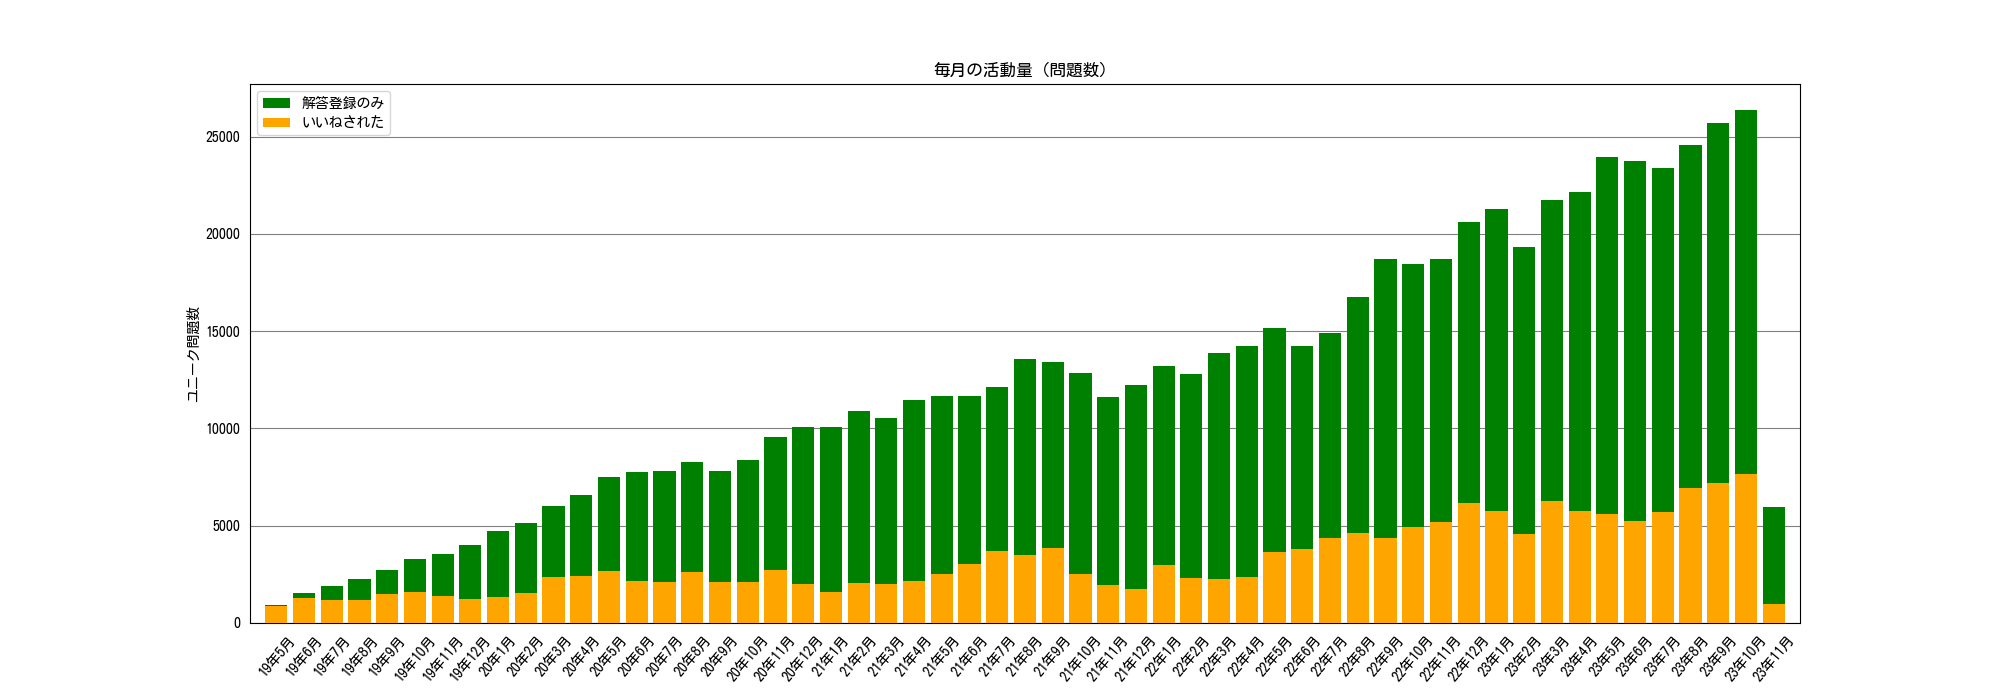 毎月の活動量（問題数）
解答登録のみ
いいねされた
ユニーク問題数
25000
20000
15000
10000
5000
0
19年5月
19年6月
19年7月
19年8月
19年9月
19年10月
19年11月
19年12月
20年1月
20年2月
20年3月
20年4月
20年5月
20年6月
20年7月
20年8月
20年9月
20年10月
20年11月
20年12月
21年1月
21年2月
21年3月
21年4月
21年5月
21年6月
21年7月
21年8月
21年9月
21年10月
21年11月
21年12月
22年1月
22年2月
22年3月
22年4月
22年5月
22年6月
22年7月
22年8月
22年9月
22年10月
22年11月
22年12月
23年1月
23年2月
23年3月
23年4月
23年5月
23年6月
23年7月
23年8月
23年9月
23年10月
23年11月